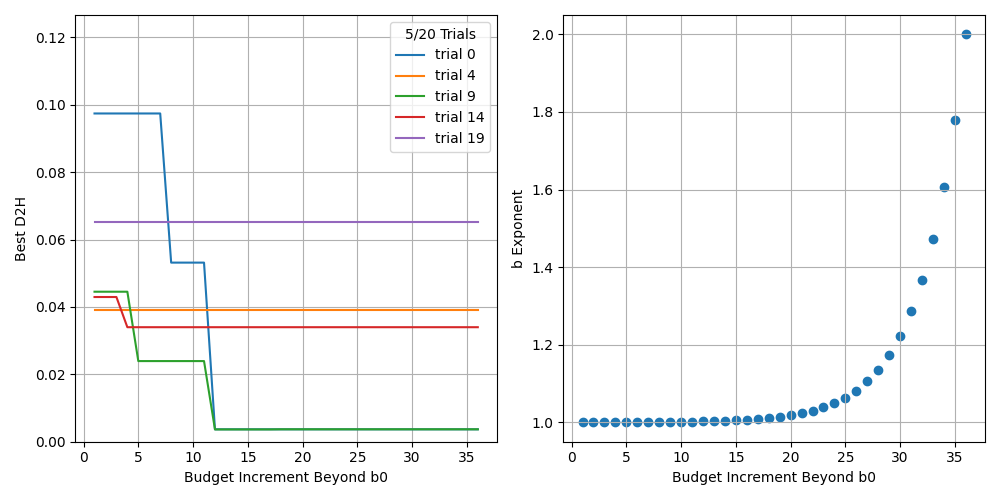 0.12
0.10
0.08
0.06
0.04
0.02
0.00
Best D2H
5/20 Trials
trial 0
trial 4
trial 9
trial 14
trial 19
0 5 10 15 20 25 30 35
Budget Increment Beyond b0
2.0
1.8
1.6
1.4
1.2
1.0
b Exponent
0 5 10 15 20 25 30 35
Budget Increment Beyond b0